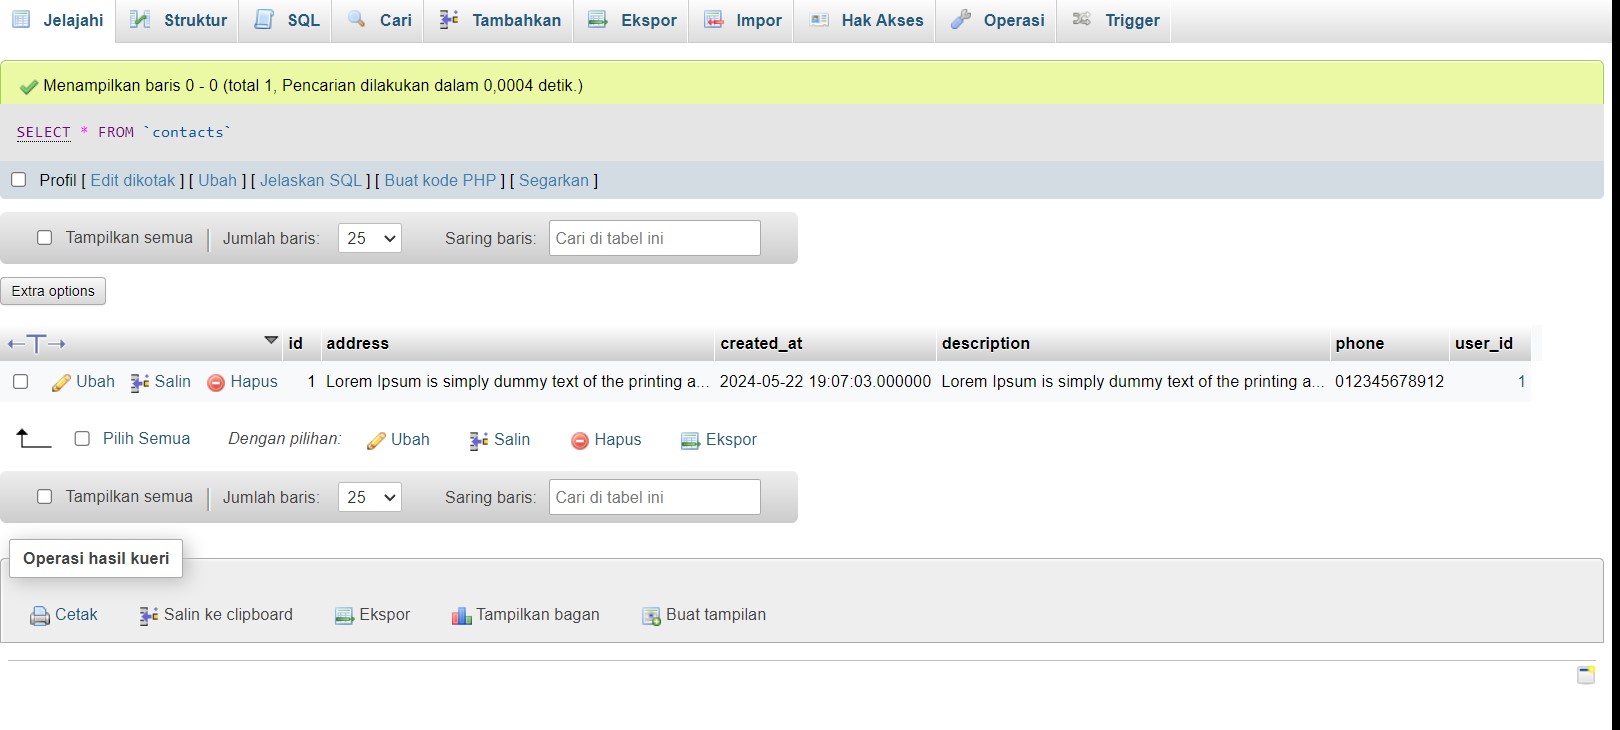 Jelajahi Struktur SQL Cari Tambahkan Ekspor Impor Hak Akses Operasi Trigger
Menampilkan baris 0 - 0 (total 1, Pencarian dilakukan dalam 0,0004 detik.)
SELECT * FROM `contacts`
Profil [ Edit dikotak ] [ Ubah ] [ Jelaskan SQL ] [ Buat kode PHP ] [ Segarkan ]
Tampilkan semua Jumlah baris: 25 Saring baris: Cari di tabel ini
Extra options
←T→ id address created_at description phone user_id
Ubah Salin Hapus 1 Lorem Ipsum is simply dummy text of the printing a... 2024-05-22 19:07:03.000000 Lorem Ipsum is simply dummy text of the printing a... 012345678912 1
Pilih Semua Dengan pilihan: Ubah Salin Hapus Ekspor
Tampilkan semua Jumlah baris: 25 Saring baris: Cari di tabel ini
Operasi hasil kueri
Cetak Salin ke clipboard Ekspor Tampilkan bagan Buat tampilan